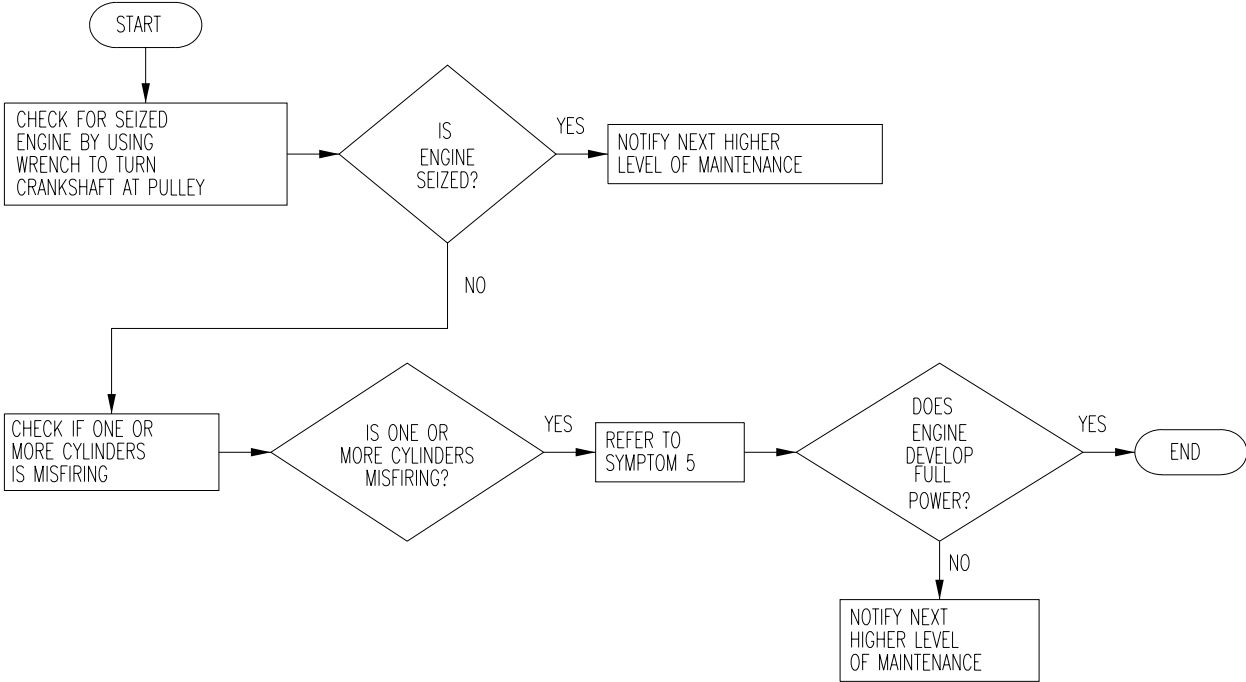 START
CHECK FOR SEIZED
ENGINE BY USING
WRENCH TO TURN
CRANKSHAFT AT PULLEY
IS
ENGINE
SEIZED?
YES
NOTIFY NEXT HIGHER
LEVEL OF MAINTENANCE
NO
CHECK IF ONE OR
MORE CYLINDERS
IS MISFIRING
IS ONE OR
MORE CYLINDERS
MISFIRING?
YES
REFER TO
SYMPTOM 5
DOES
ENGINE
DEVELOP
FULL
POWER?
YES
END
NO
NOTIFY NEXT
HIGHER LEVEL
OF MAINTENANCE